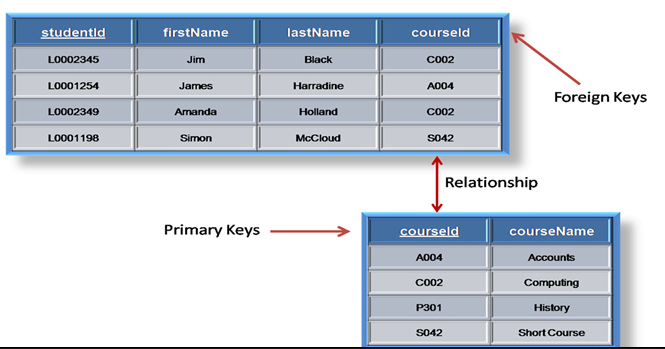 studentId firstName lastName courseId
L0002345 Jim Black C002
L0001254 James Harradine A004
L0002349 Amanda Holland C002
L0001198 Simon McCloud S042
Foreign Keys
Relationship
Primary Keys
courseId courseName
A004 Accounts
C002 Computing
P301 History
S042 Short Course